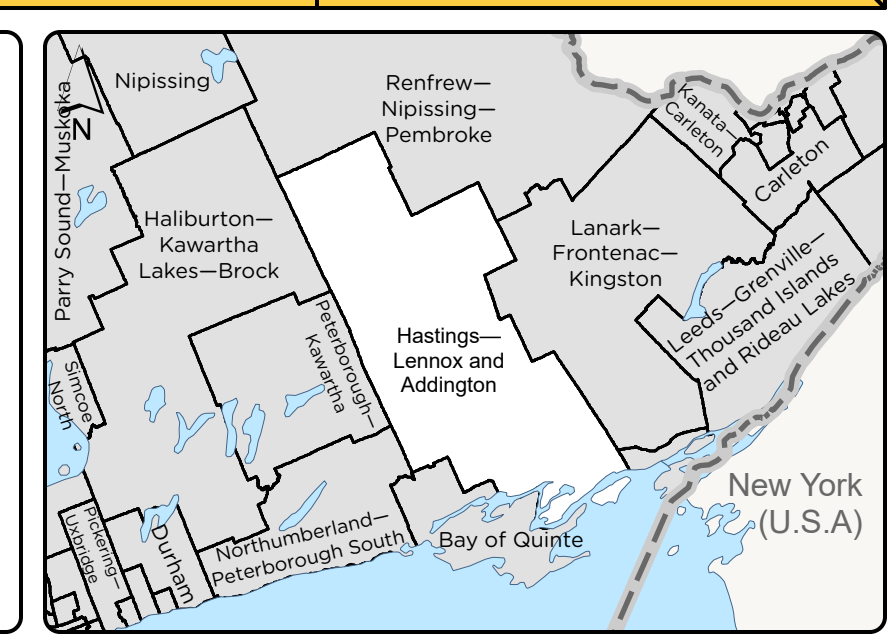 Nipissing
Renfrew—
Nipissing—
Pembroke
Kanata—
Carleton
Parry Sound—Muskoka
N
Carleton
Haliburton—
Kawartha
Lakes—Brock
Lanark—
Frontenac—
Kingston
Leeds—Grenville—
Thousand Islands
and Rideau Lakes
Peterborough—
Kawartha
Hastings—
Lennox and
Addington
Simcoe
North
New York
(U.S.A)
Pickering—
Uxbridge
Durham
Northumberland—
Peterborough South
Bay of Quinte